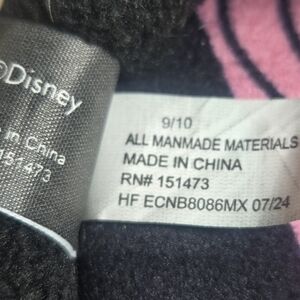 ©Disney
in China
151473
9/10
ALL MANMADE MATERIALS
MADE IN CHINA
RN# 151473
HF ECNB8086MX 07/24